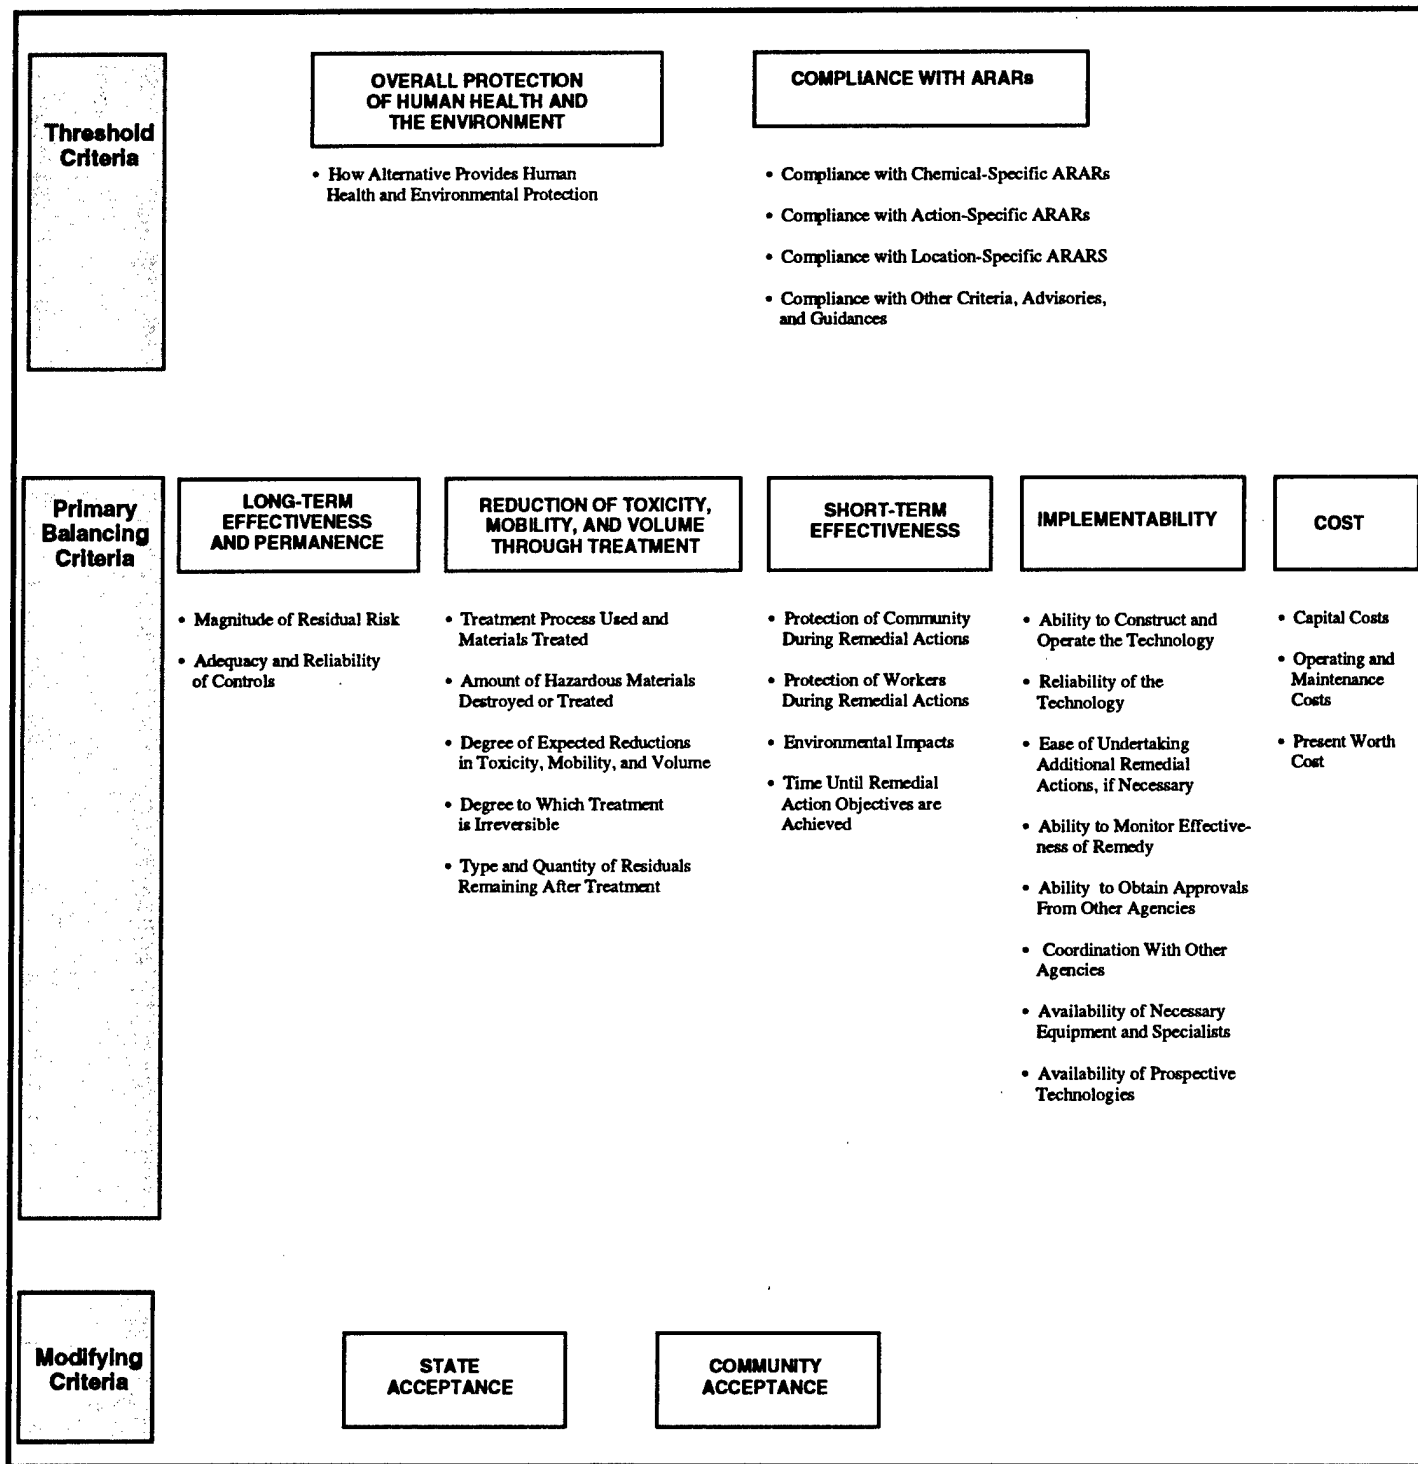 Threshold
Criteria
OVERALL PROTECTION
OF HUMAN HEALTH AND
THE ENVIRONMENT
• How Alternative Provides Human
Health and Environmental Protection
COMPLIANCE WITH ARARs
• Compliance with Chemical-Specific ARARs
• Compliance with Action-Specific ARARs
• Compliance with Location-Specific ARARS
• Compliance with Other Criteria, Advisories,
and Guidances
Primary
Balancing
Criteria
LONG-TERM
EFFECTIVENESS
AND PERMANENCE
• Magnitude of Residual Risk
• Adequacy and Reliability
of Controls
REDUCTION OF TOXICITY,
MOBILITY, AND VOLUME
THROUGH TREATMENT
• Treatment Process Used and
Materials Treated
• Amount of Hazardous Materials
Destroyed or Treated
• Degree of Expected Reductions
in Toxicity, Mobility, and Volume
• Degree to Which Treatment
is Irreversible
• Type and Quantity of Residuals
Remaining After Treatment
SHORT-TERM
EFFECTIVENESS
• Protection of Community
During Remedial Actions
• Protection of Workers
During Remedial Actions
• Environmental Impacts
• Time Until Remedial
Action Objectives are
Achieved
IMPLEMENTABILITY
• Ability to Construct and
Operate the Technology
• Reliability of the
Technology
• Ease of Undertaking
Additional Remedial
Actions, if Necessary
• Ability to Monitor Effective-
ness of Remedy
• Ability to Obtain Approvals
From Other Agencies
• Coordination With Other
Agencies
• Availability of Necessary
Equipment and Specialists
• Availability of Prospective
Technologies
COST
• Capital Costs
• Operating and
Maintenance
Costs
• Present Worth
Cost
Modifying
Criteria
STATE
ACCEPTANCE
COMMUNITY
ACCEPTANCE